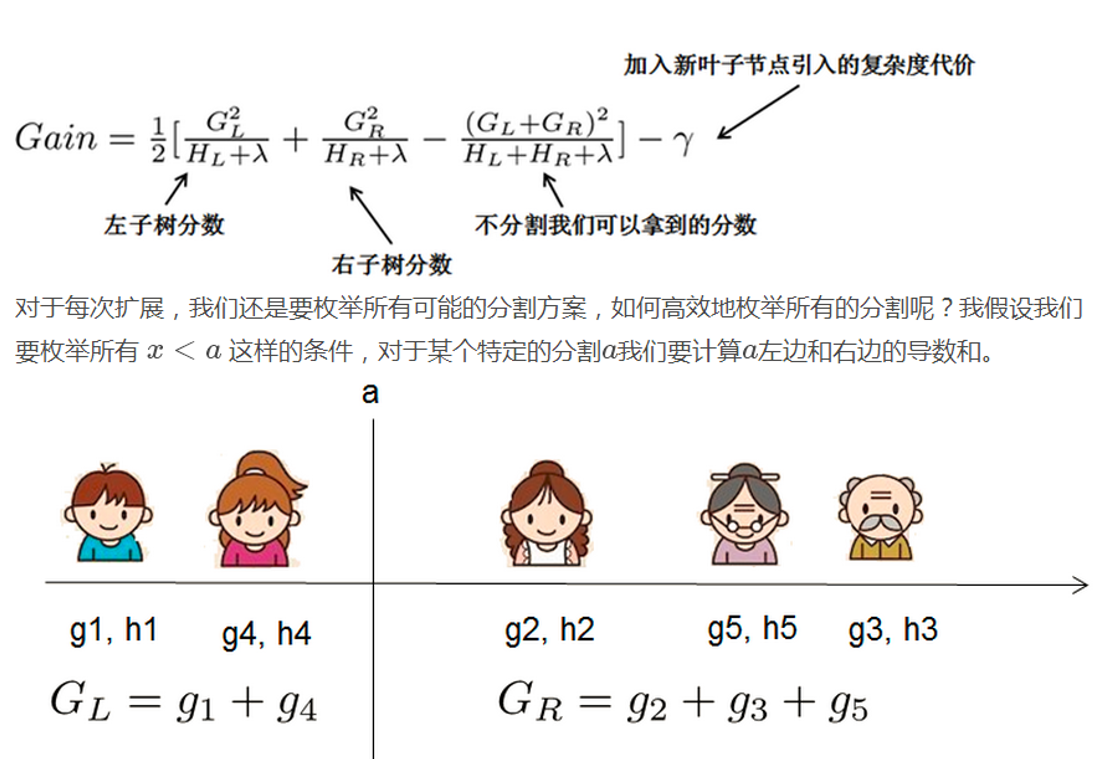 加入新叶子节点引入的复杂度代价
Gain = \frac{1}{2}[\frac{G_L^2}{H_L+λ} + \frac{G_R^2}{H_R+λ} − \frac{(G_L+G_R)^2}{H_L+H_R+λ}] − γ
左子树分数
不分割我们可以拿到的分数
右子树分数
对于每次扩展，我们还是要枚举所有可能的分割方案，如何高效地枚举所有的分割呢？我假设我们
要枚举所有 x < a 这样的条件，对于某个特定的分割a我们要计算a左边和右边的导数和。
a
g1, h1 g4, h4 g2, h2 g5, h5 g3, h3
G_L = g_1 + g_4 G_R = g_2 + g_3 + g_5